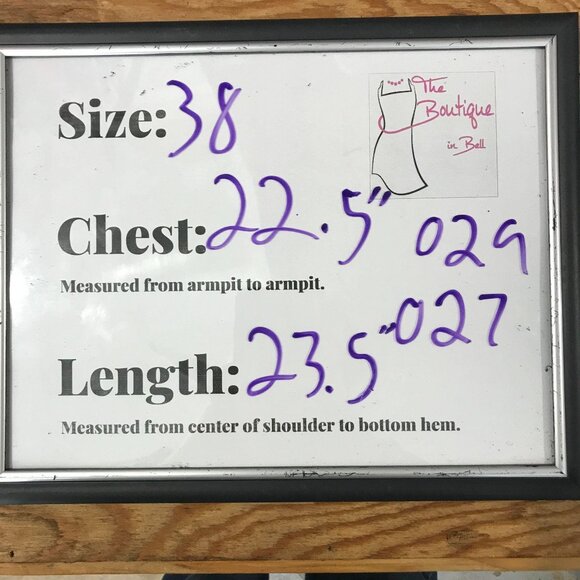 The
Boutique
in Bell
Size: 38
Chest: 22.5" 029
Measured from armpit to armpit.
Length: 23.5" 027
Measured from center of shoulder to bottom hem.